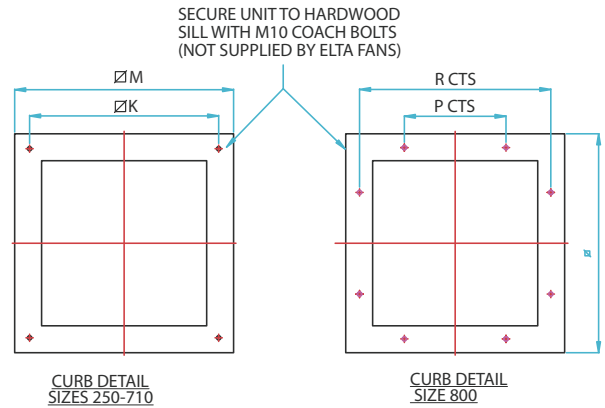 SECURE UNIT TO HARDWOOD
SILL WITH M10 COACH BOLTS
(NOT SUPPLIED BY ELTA FANS)
⌀M
⌀K
R CTS
P CTS
⌀
CURB DETAIL
SIZES 250-710
CURB DETAIL
SIZE 800